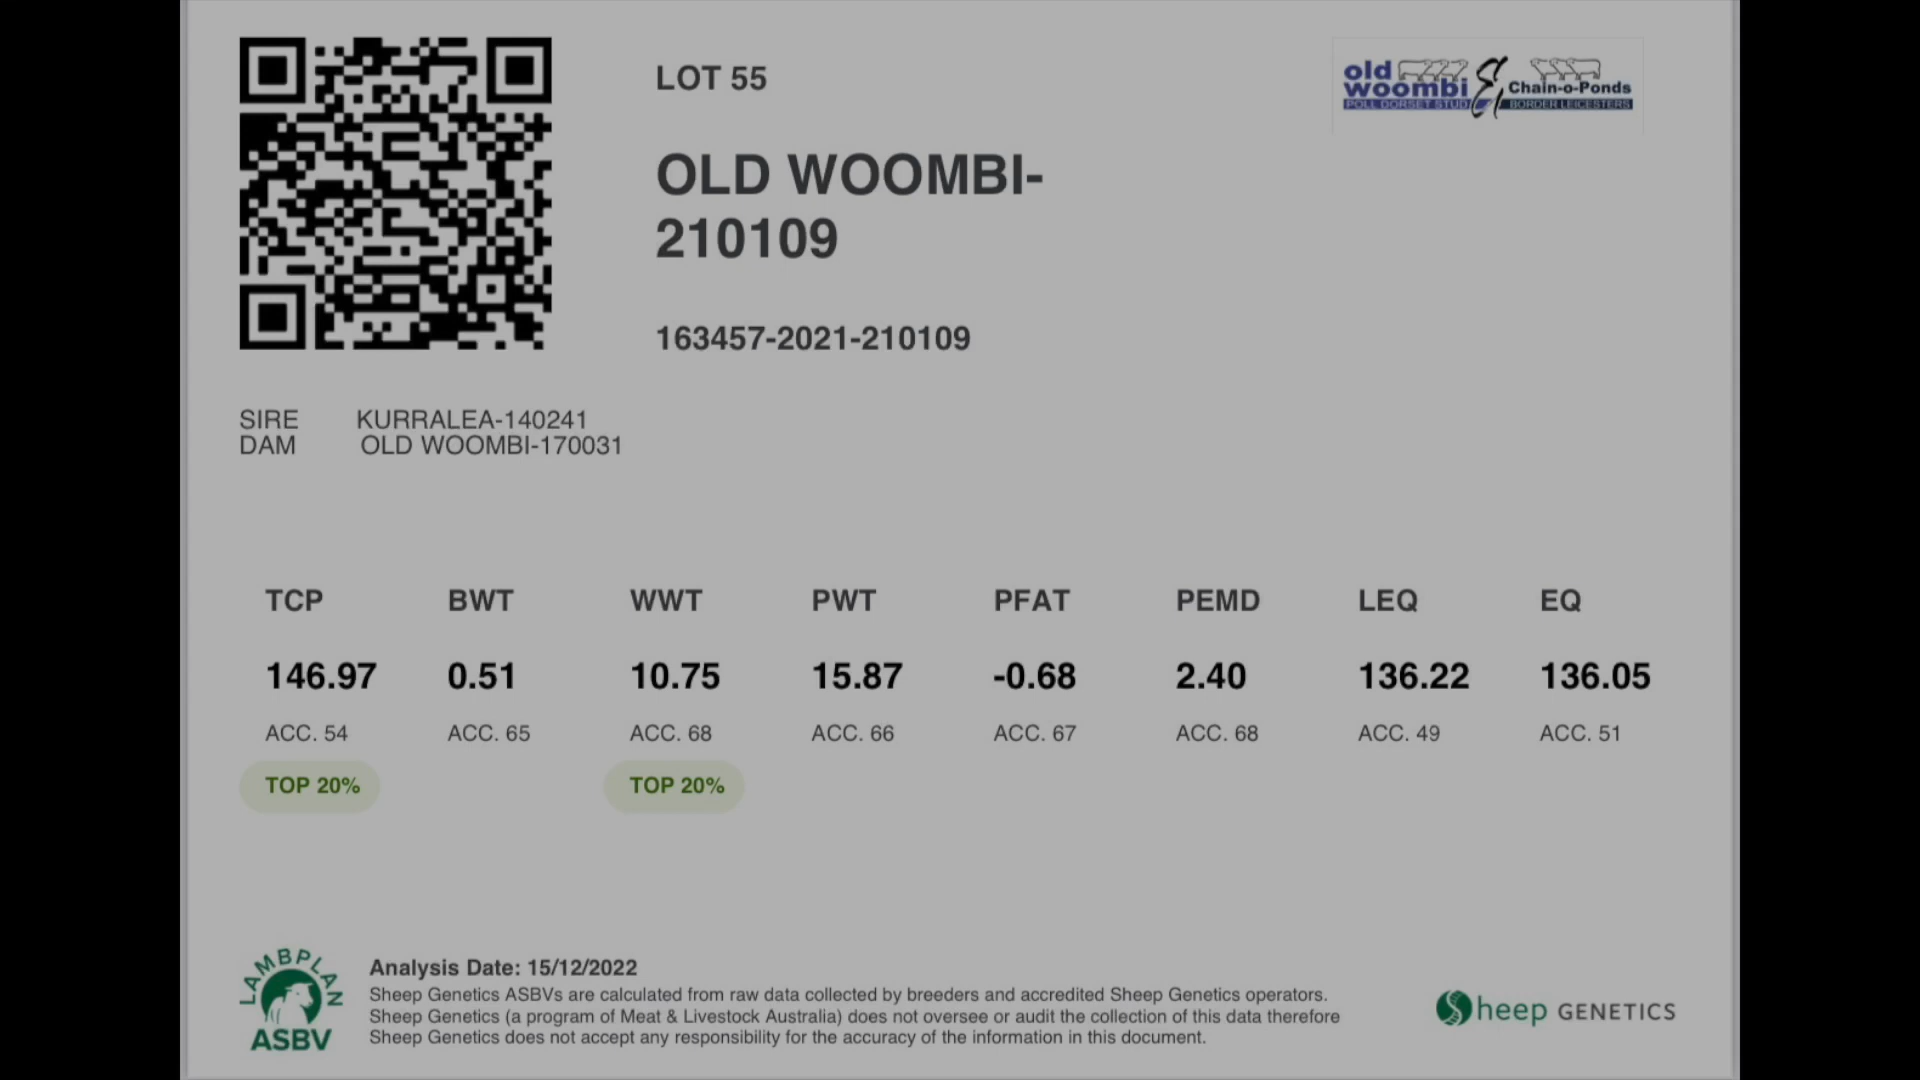 LOT 55
old woombi
POLL DORSET STUD
&
Chain-o-Ponds
BORDER LEICESTERS
OLD WOOMBI-
210109
163457-2021-210109
SIRE KURRALEA-140241
DAM OLD WOOMBI-170031
TCP BWT WWT PWT PFAT PEMD LEQ EQ
146.97 0.51 10.75 15.87 -0.68 2.40 136.22 136.05
ACC. 54 ACC. 65 ACC. 68 ACC. 66 ACC. 67 ACC. 68 ACC. 49 ACC. 51
TOP 20% TOP 20%
LAMBPLAN
ASBV
Analysis Date: 15/12/2022
Sheep Genetics ASBVs are calculated from raw data collected by breeders and accredited Sheep Genetics operators.
Sheep Genetics (a program of Meat & Livestock Australia) does not oversee or audit the collection of this data therefore
Sheep Genetics does not accept any responsibility for the accuracy of the information in this document.
Sheep GENETICS